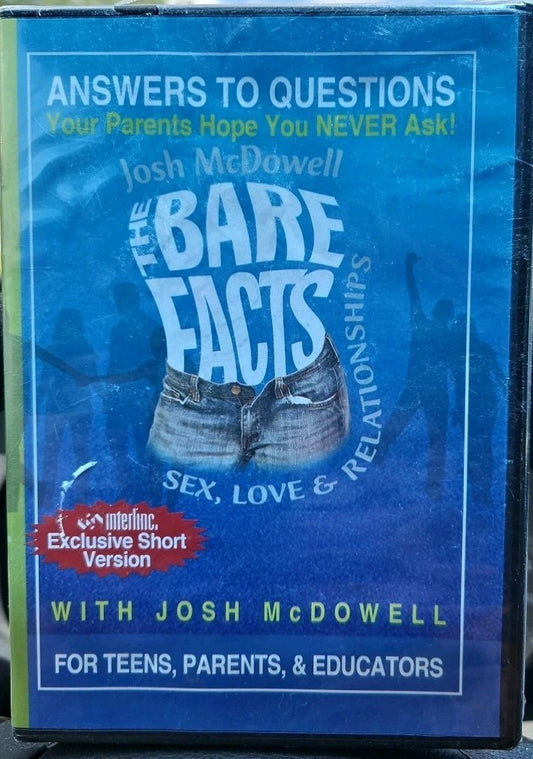 ANSWERS TO QUESTIONS
Your Parents Hope You NEVER Ask!
Josh McDowell
THE
BARE
FACTS
SEX, LOVE & RELATIONSHIPS
interlinc,
Exclusive Short
Version
WITH JOSH McDOWELL
FOR TEENS, PARENTS, & EDUCATORS